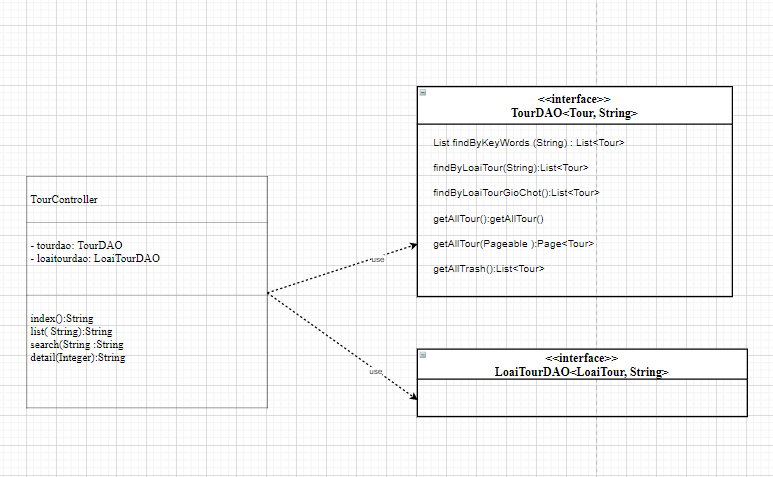 TourController
- tourdao: TourDAO
- loaitourdao: LoaiTourDAO
index():String
list( String):String
search(String :String
detail(Integer):String
use
use
<<interface>>
TourDAO<Tour, String>
List findByKeyWords (String) : List<Tour>
findByLoaiTour(String):List<Tour>
findByLoaiTourGioChot():List<Tour>
getAllTour():getAllTour()
getAllTour(Pageable ):Page<Tour>
getAllTrash():List<Tour>
<<interface>>
LoaiTourDAO<LoaiTour, String>